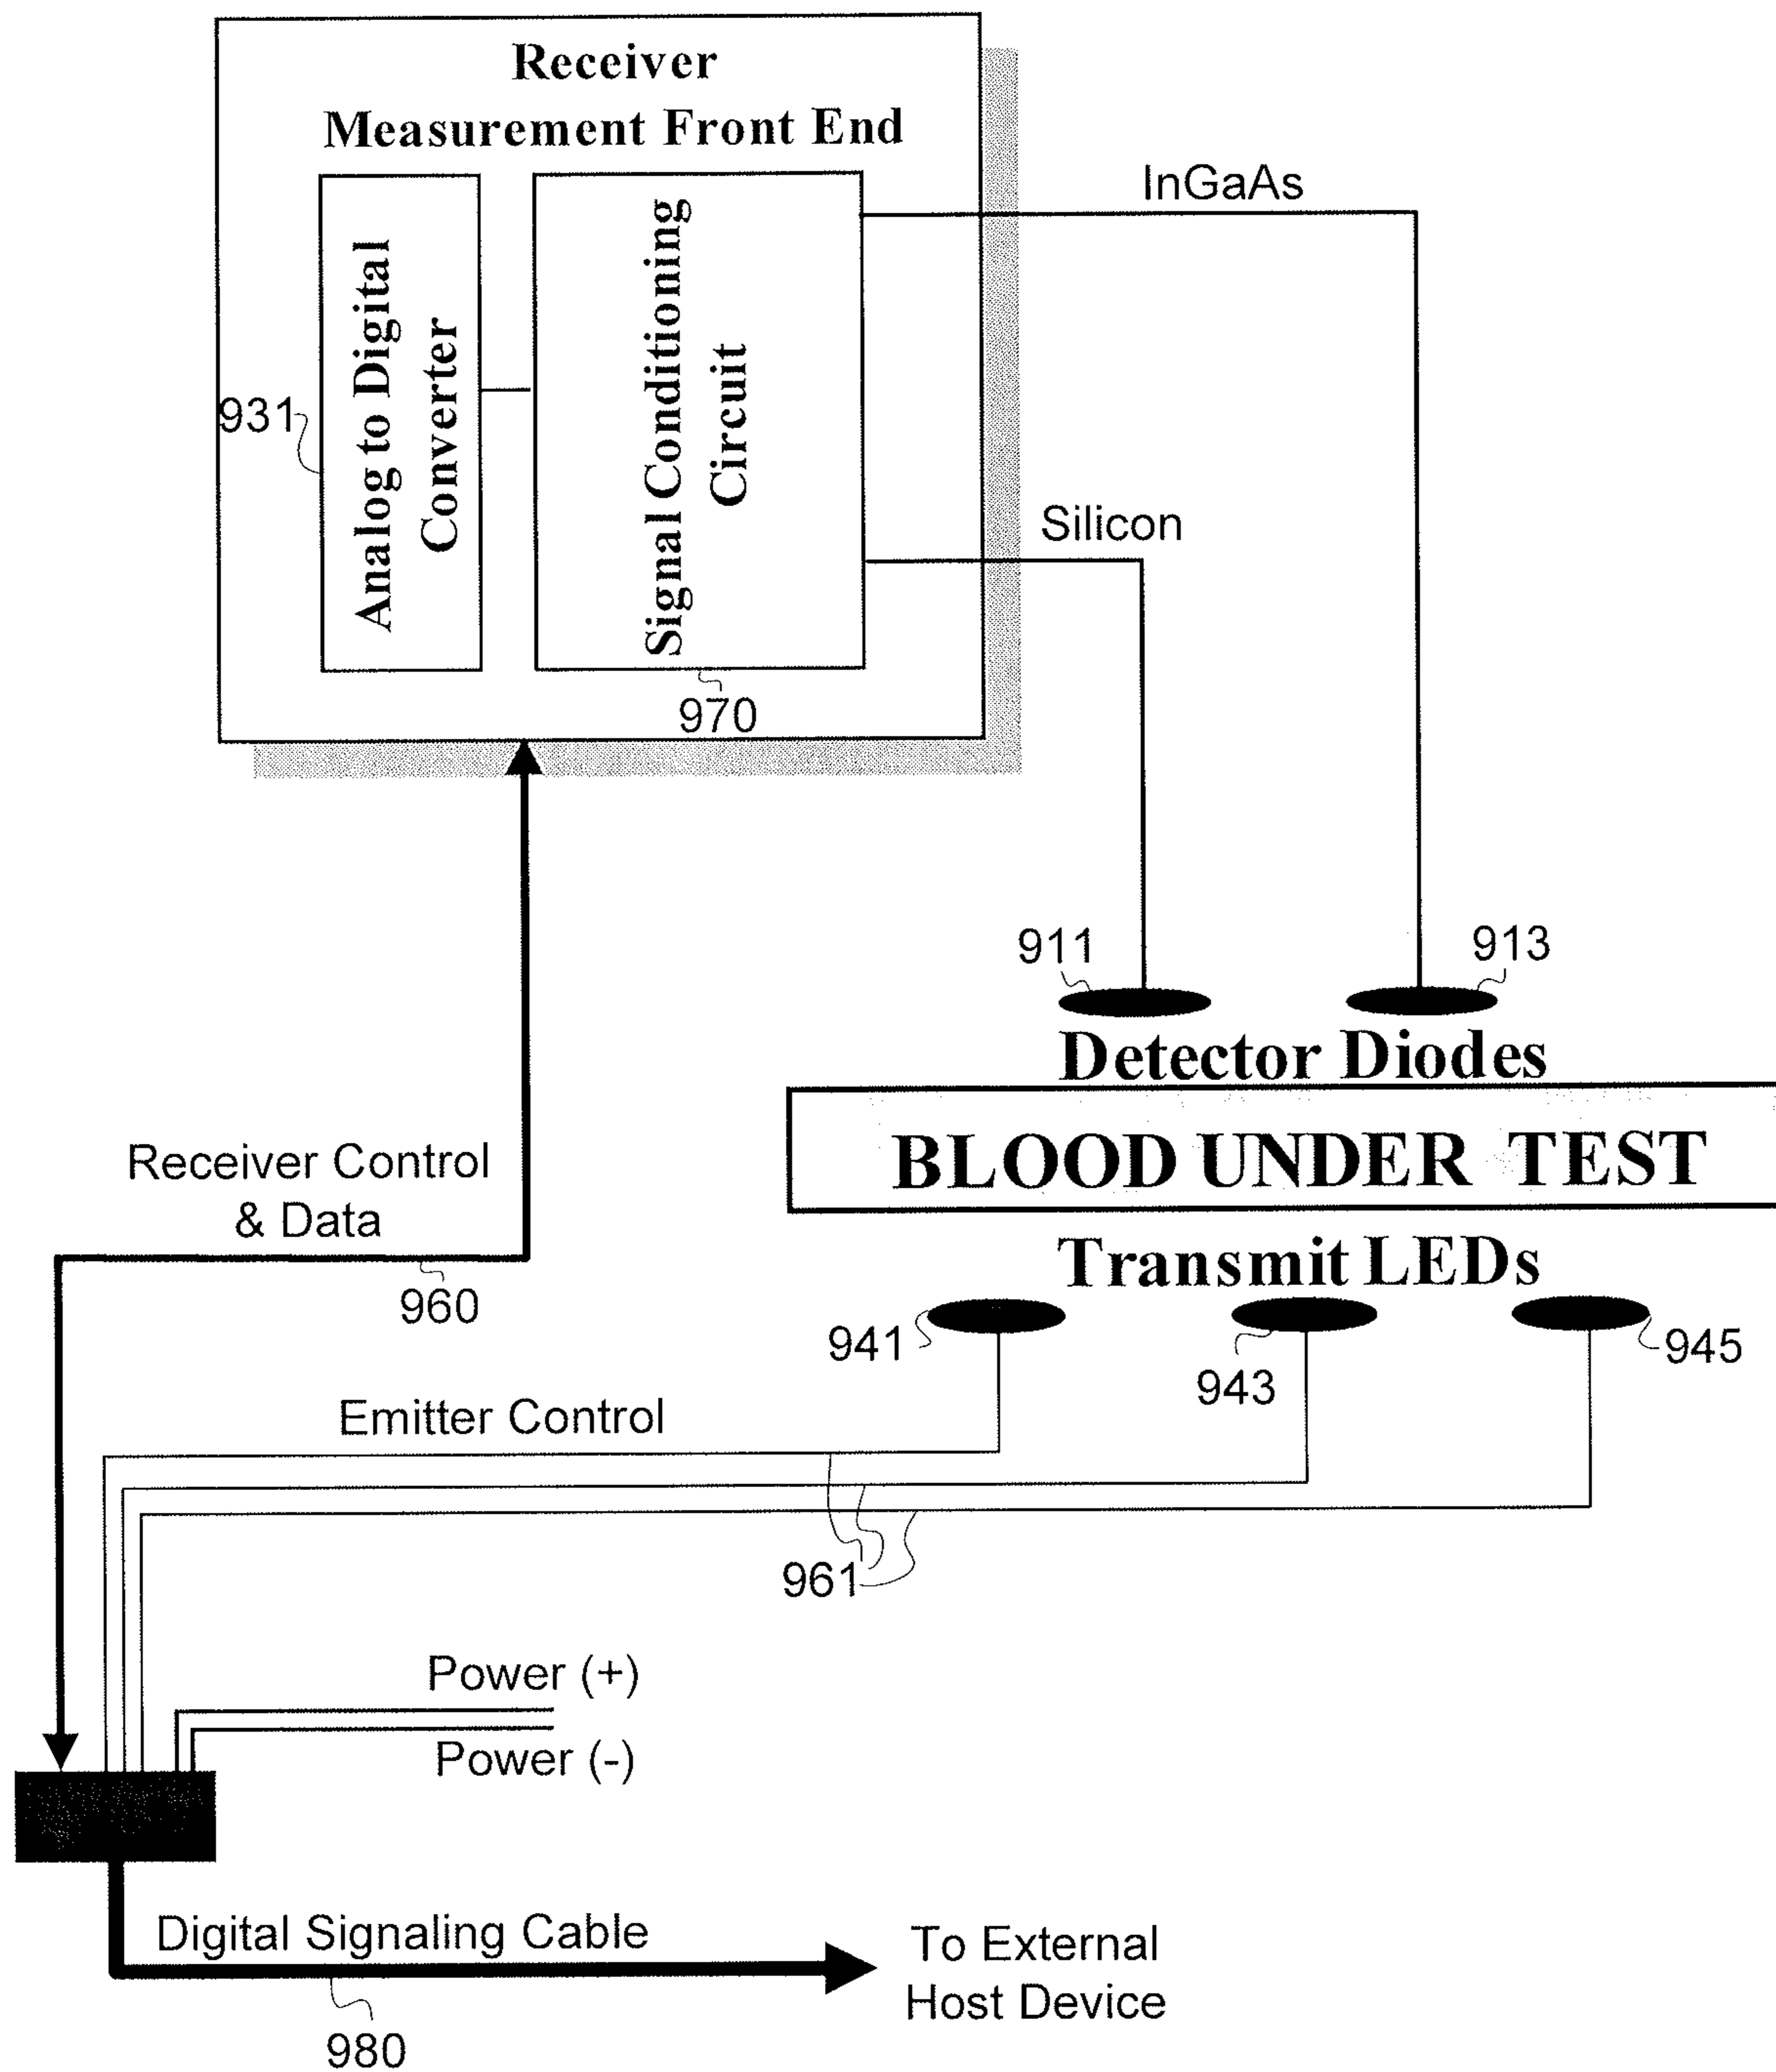 Receiver
Measurement Front End
InGaAs
Analog to Digital
Converter
Signal Conditioning
Circuit
931
Silicon
970
911
913
Detector Diodes
BLOOD UNDER TEST
Receiver Control
& Data
Transmit LEDs
960
941
943
945
Emitter Control
961
Power (+)
Power (-)
Digital Signaling Cable
To External
Host Device
980